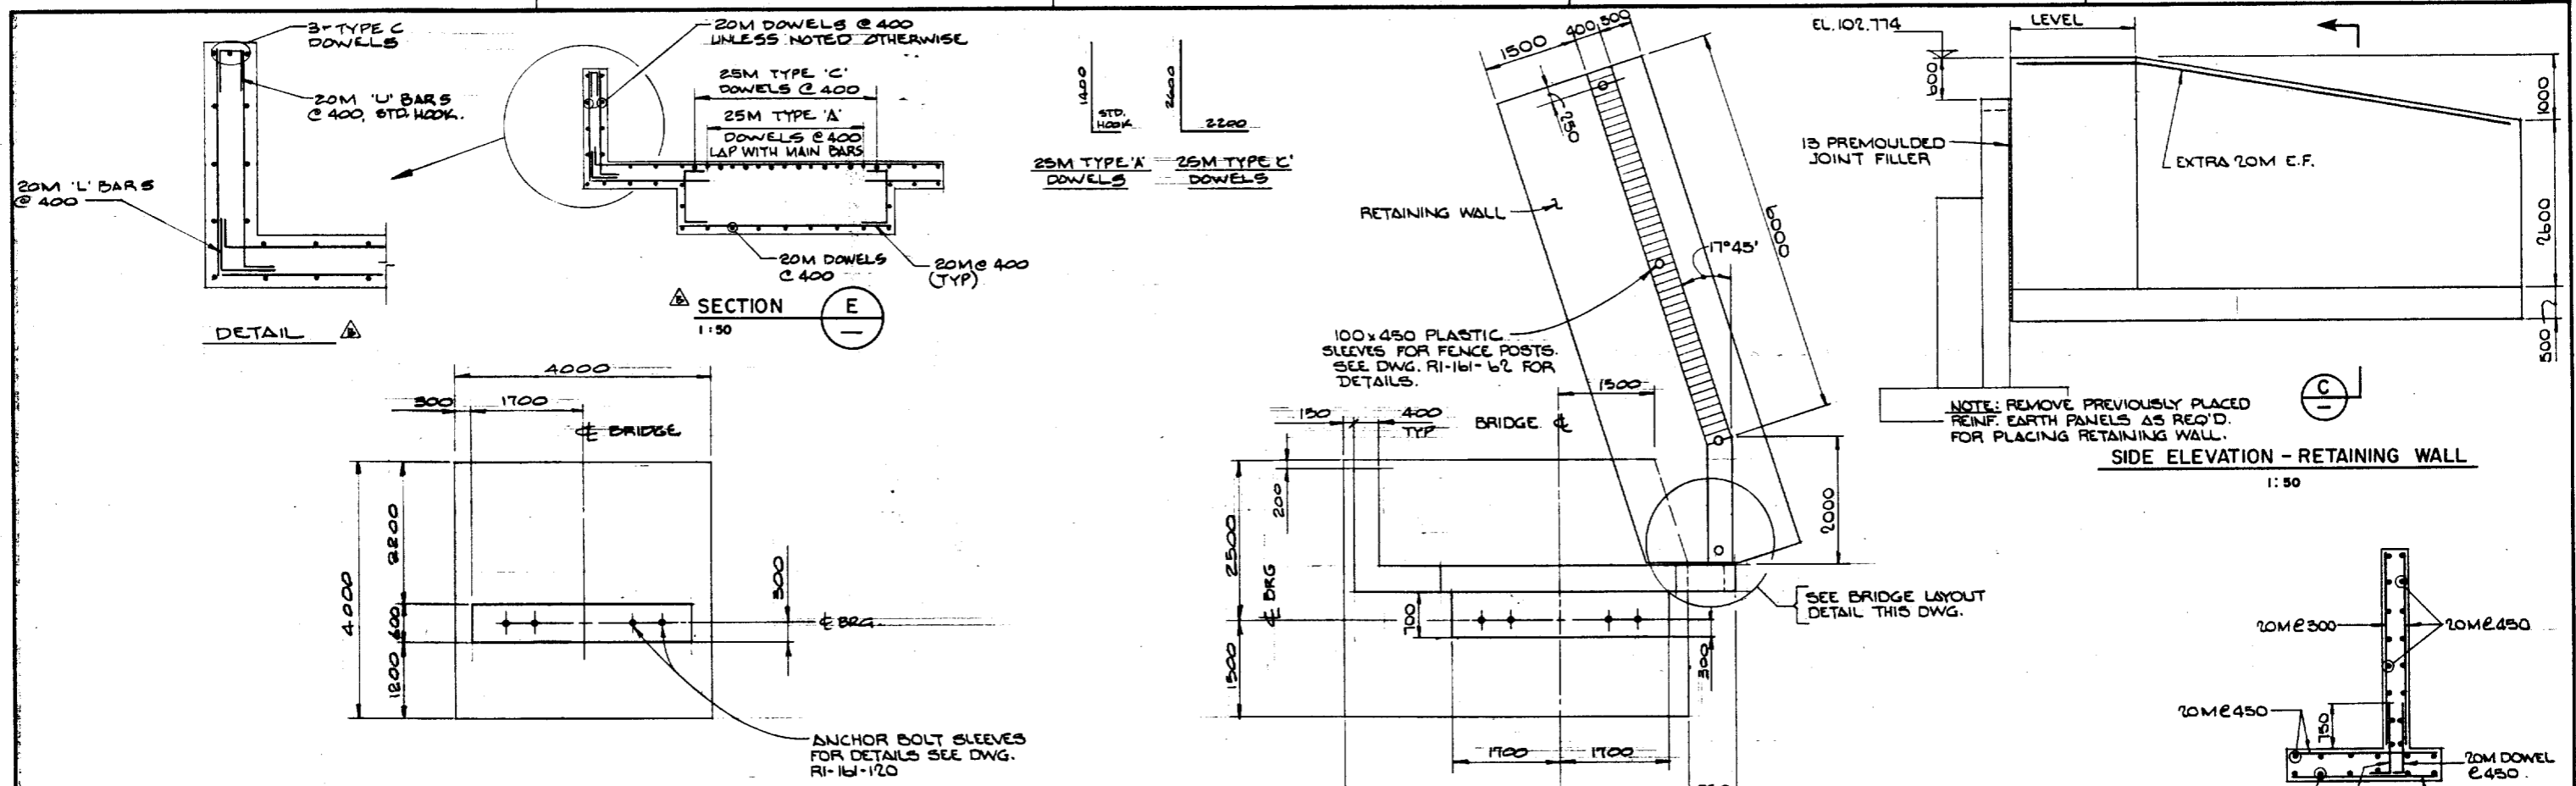 3-TYPE C
DOWELS
20M 'U' BARS
@ 400, STD. HOOK.
20M 'L' BARS
@ 400
DETAIL
B
20M DOWELS @ 400
UNLESS NOTED OTHERWISE
25M TYPE 'C'
DOWELS @ 400
25M TYPE 'A'
DOWELS @ 400
LAP WITH MAIN BARS
20M DOWELS
@ 400
20M @ 400
(TYP)
B
SECTION
1:50
E
—
1400
STD.
HOOK
25M TYPE 'A'
DOWELS
2600
2200
25M TYPE 'C'
DOWELS
4000
300
1700
℄ BRIDGE
4000
2200
600
1200
300
℄ BRG.
ANCHOR BOLT SLEEVES
FOR DETAILS SEE DWG.
R1-161-120
1500
400
300
250
RETAINING WALL
6000
17°45'
100x450 PLASTIC
SLEEVES FOR FENCE POSTS.
SEE DWG. R1-161-62 FOR
DETAILS.
1500
150
400
TYP
BRIDGE ℄
200
2500
℄ BRG
1500
700
300
2000
SEE BRIDGE LAYOUT
DETAIL THIS DWG.
1700
1700
EL. 102.774
LEVEL
600
13 PREMOULDED
JOINT FILLER
EXTRA 20M E.F.
1000
2600
500
C
—
NOTE: REMOVE PREVIOUSLY PLACED
REINF. EARTH PANELS AS REQ'D.
FOR PLACING RETAINING WALL.
SIDE ELEVATION - RETAINING WALL
1:50
20M@300
20M@450
20M@450
750
20M DOWEL
@450.